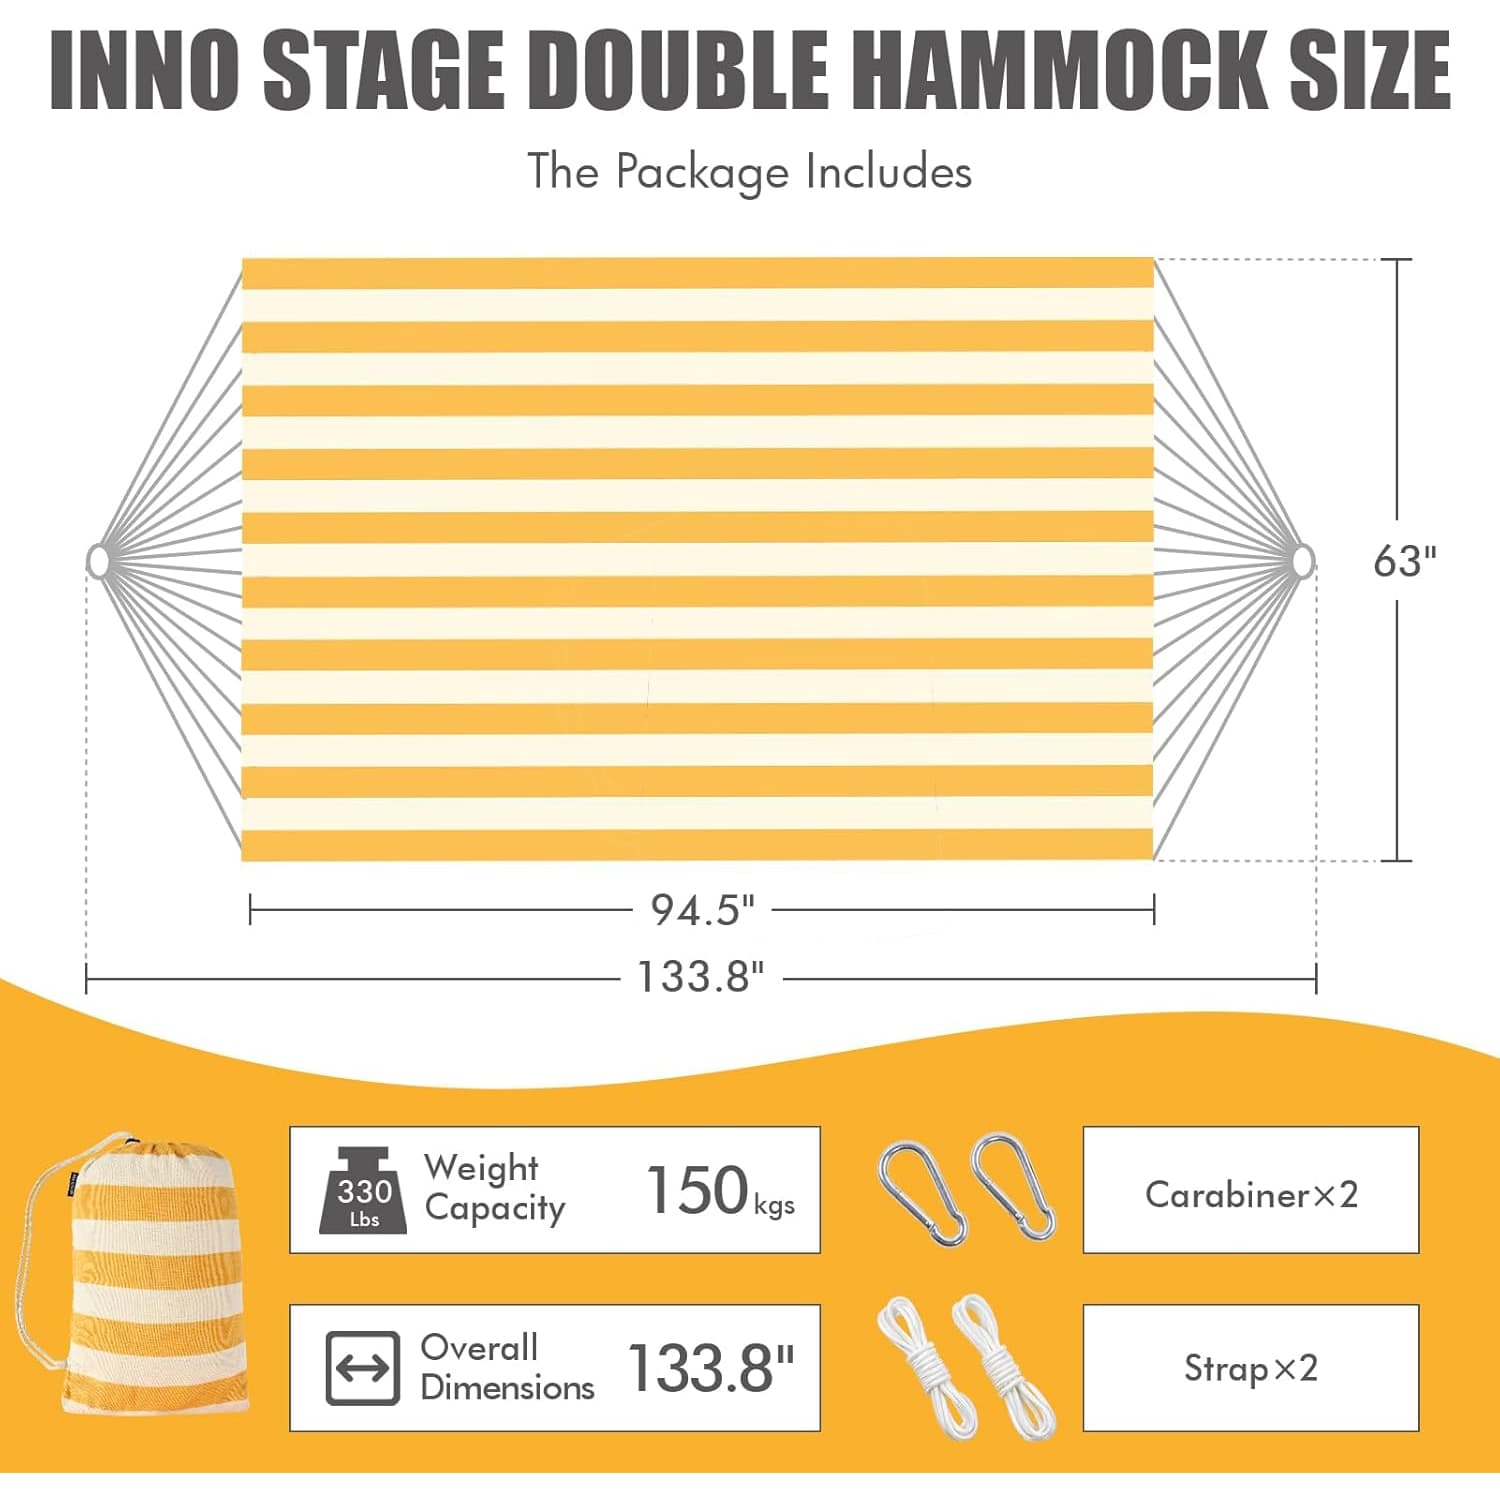 INNO STAGE DOUBLE HAMMOCK SIZE
The Package Includes
63"
94.5"
133.8"
330
Lbs
Weight
Capacity
150kgs
Carabiner×2
Overall
Dimensions
133.8"
Strap×2